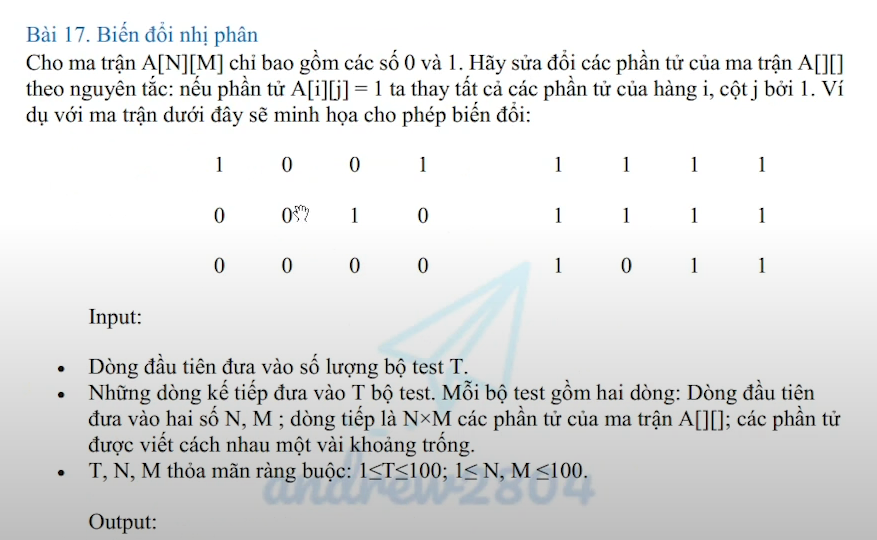 Bài 17. Biến đổi nhị phân
Cho ma trận A[N][M] chỉ bao gồm các số 0 và 1. Hãy sửa đổi các phần tử của ma trận A[][]
theo nguyên tắc: nếu phần tử A[i][j] = 1 ta thay tất cả các phần tử của hàng i, cột j bởi 1. Ví
dụ với ma trận dưới đây sẽ minh họa cho phép biến đổi:
1 0 0 1 1 1 1 1
0 0 1 0 1 1 1 1
0 0 0 0 1 0 1 1
Input:
• Dòng đầu tiên đưa vào số lượng bộ test T.
• Những dòng kế tiếp đưa vào T bộ test. Mỗi bộ test gồm hai dòng: Dòng đầu tiên
đưa vào hai số N, M ; dòng tiếp là N×M các phần tử của ma trận A[][]; các phần tử
được viết cách nhau một vài khoảng trống.
• T, N, M thỏa mãn ràng buộc: 1≤T≤100; 1≤ N, M ≤100.
andrew2804
Output: